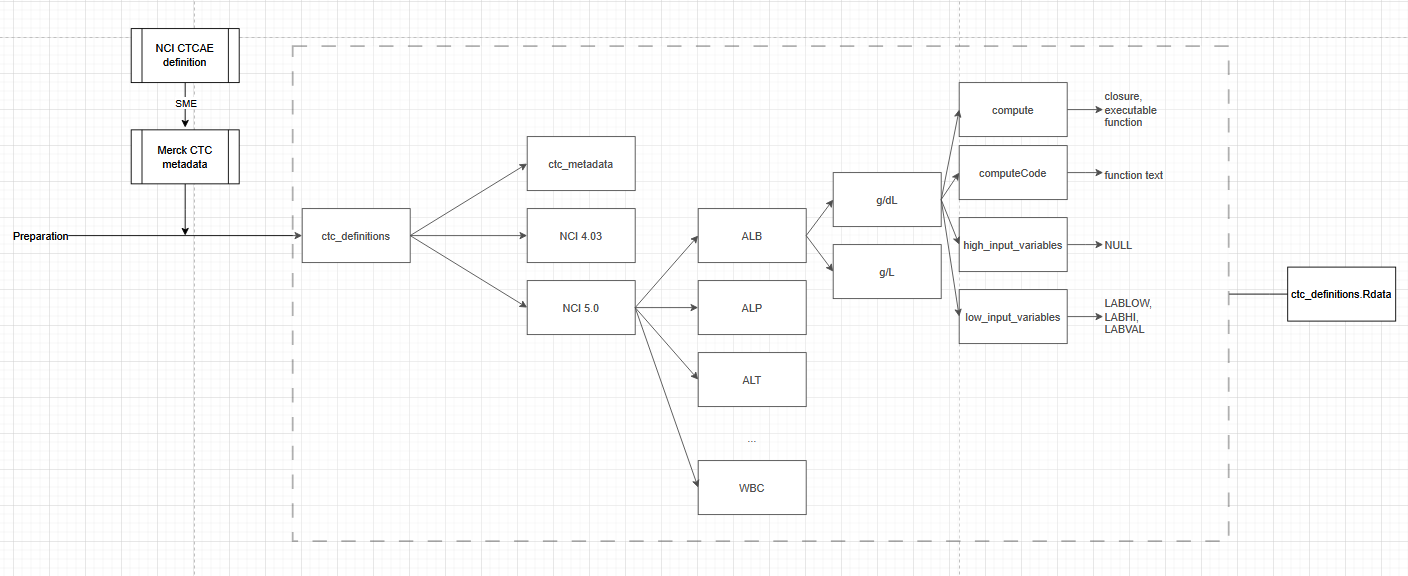 NCI CTCAE
definition
SME
Merck CTC
metadata
Preparation
ctc_definitions
ctc_metadata
NCI 4.03
NCI 5.0
ALB
ALP
ALT
...
WBC
g/dL
g/L
compute
computeCode
high_input_variables
low_input_variables
closure,
executable
function
function text
NULL
LABLOW,
LABHI,
LABVAL
ctc_definitions.Rdata